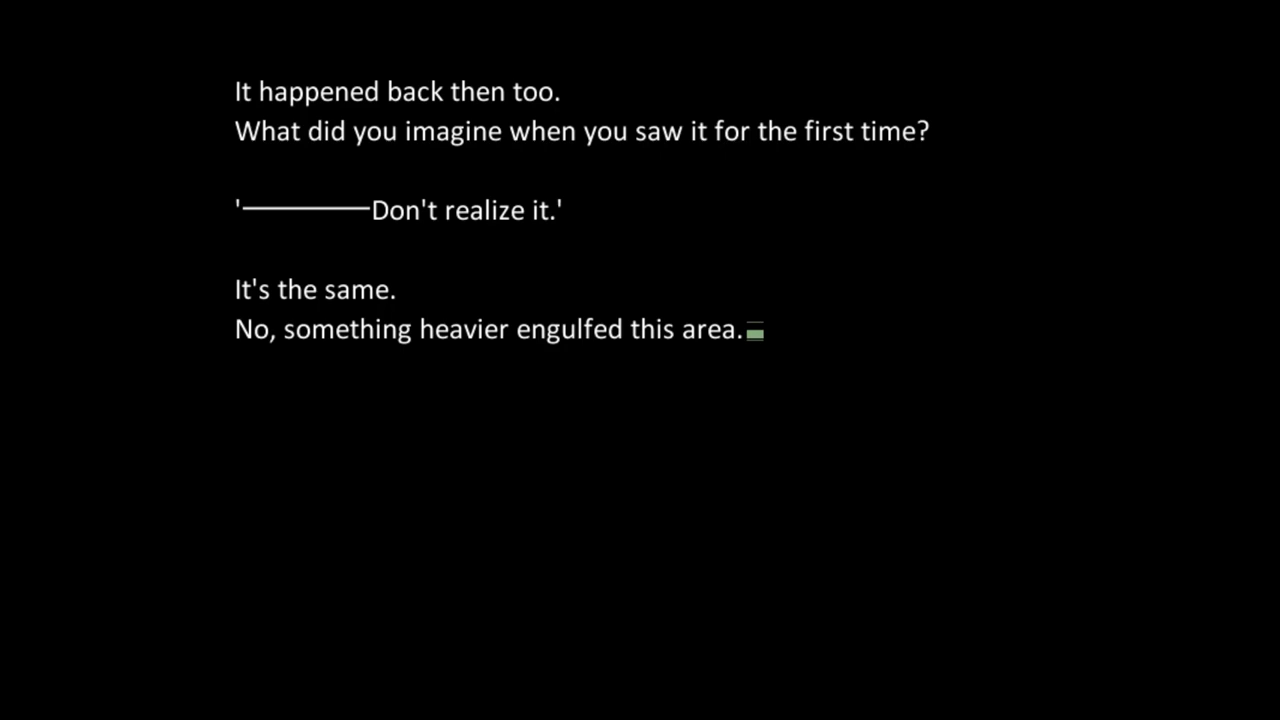 It happened back then too.
What did you imagine when you saw it for the first time?
'————Don't realize it.'
It's the same.
No, something heavier engulfed this area.